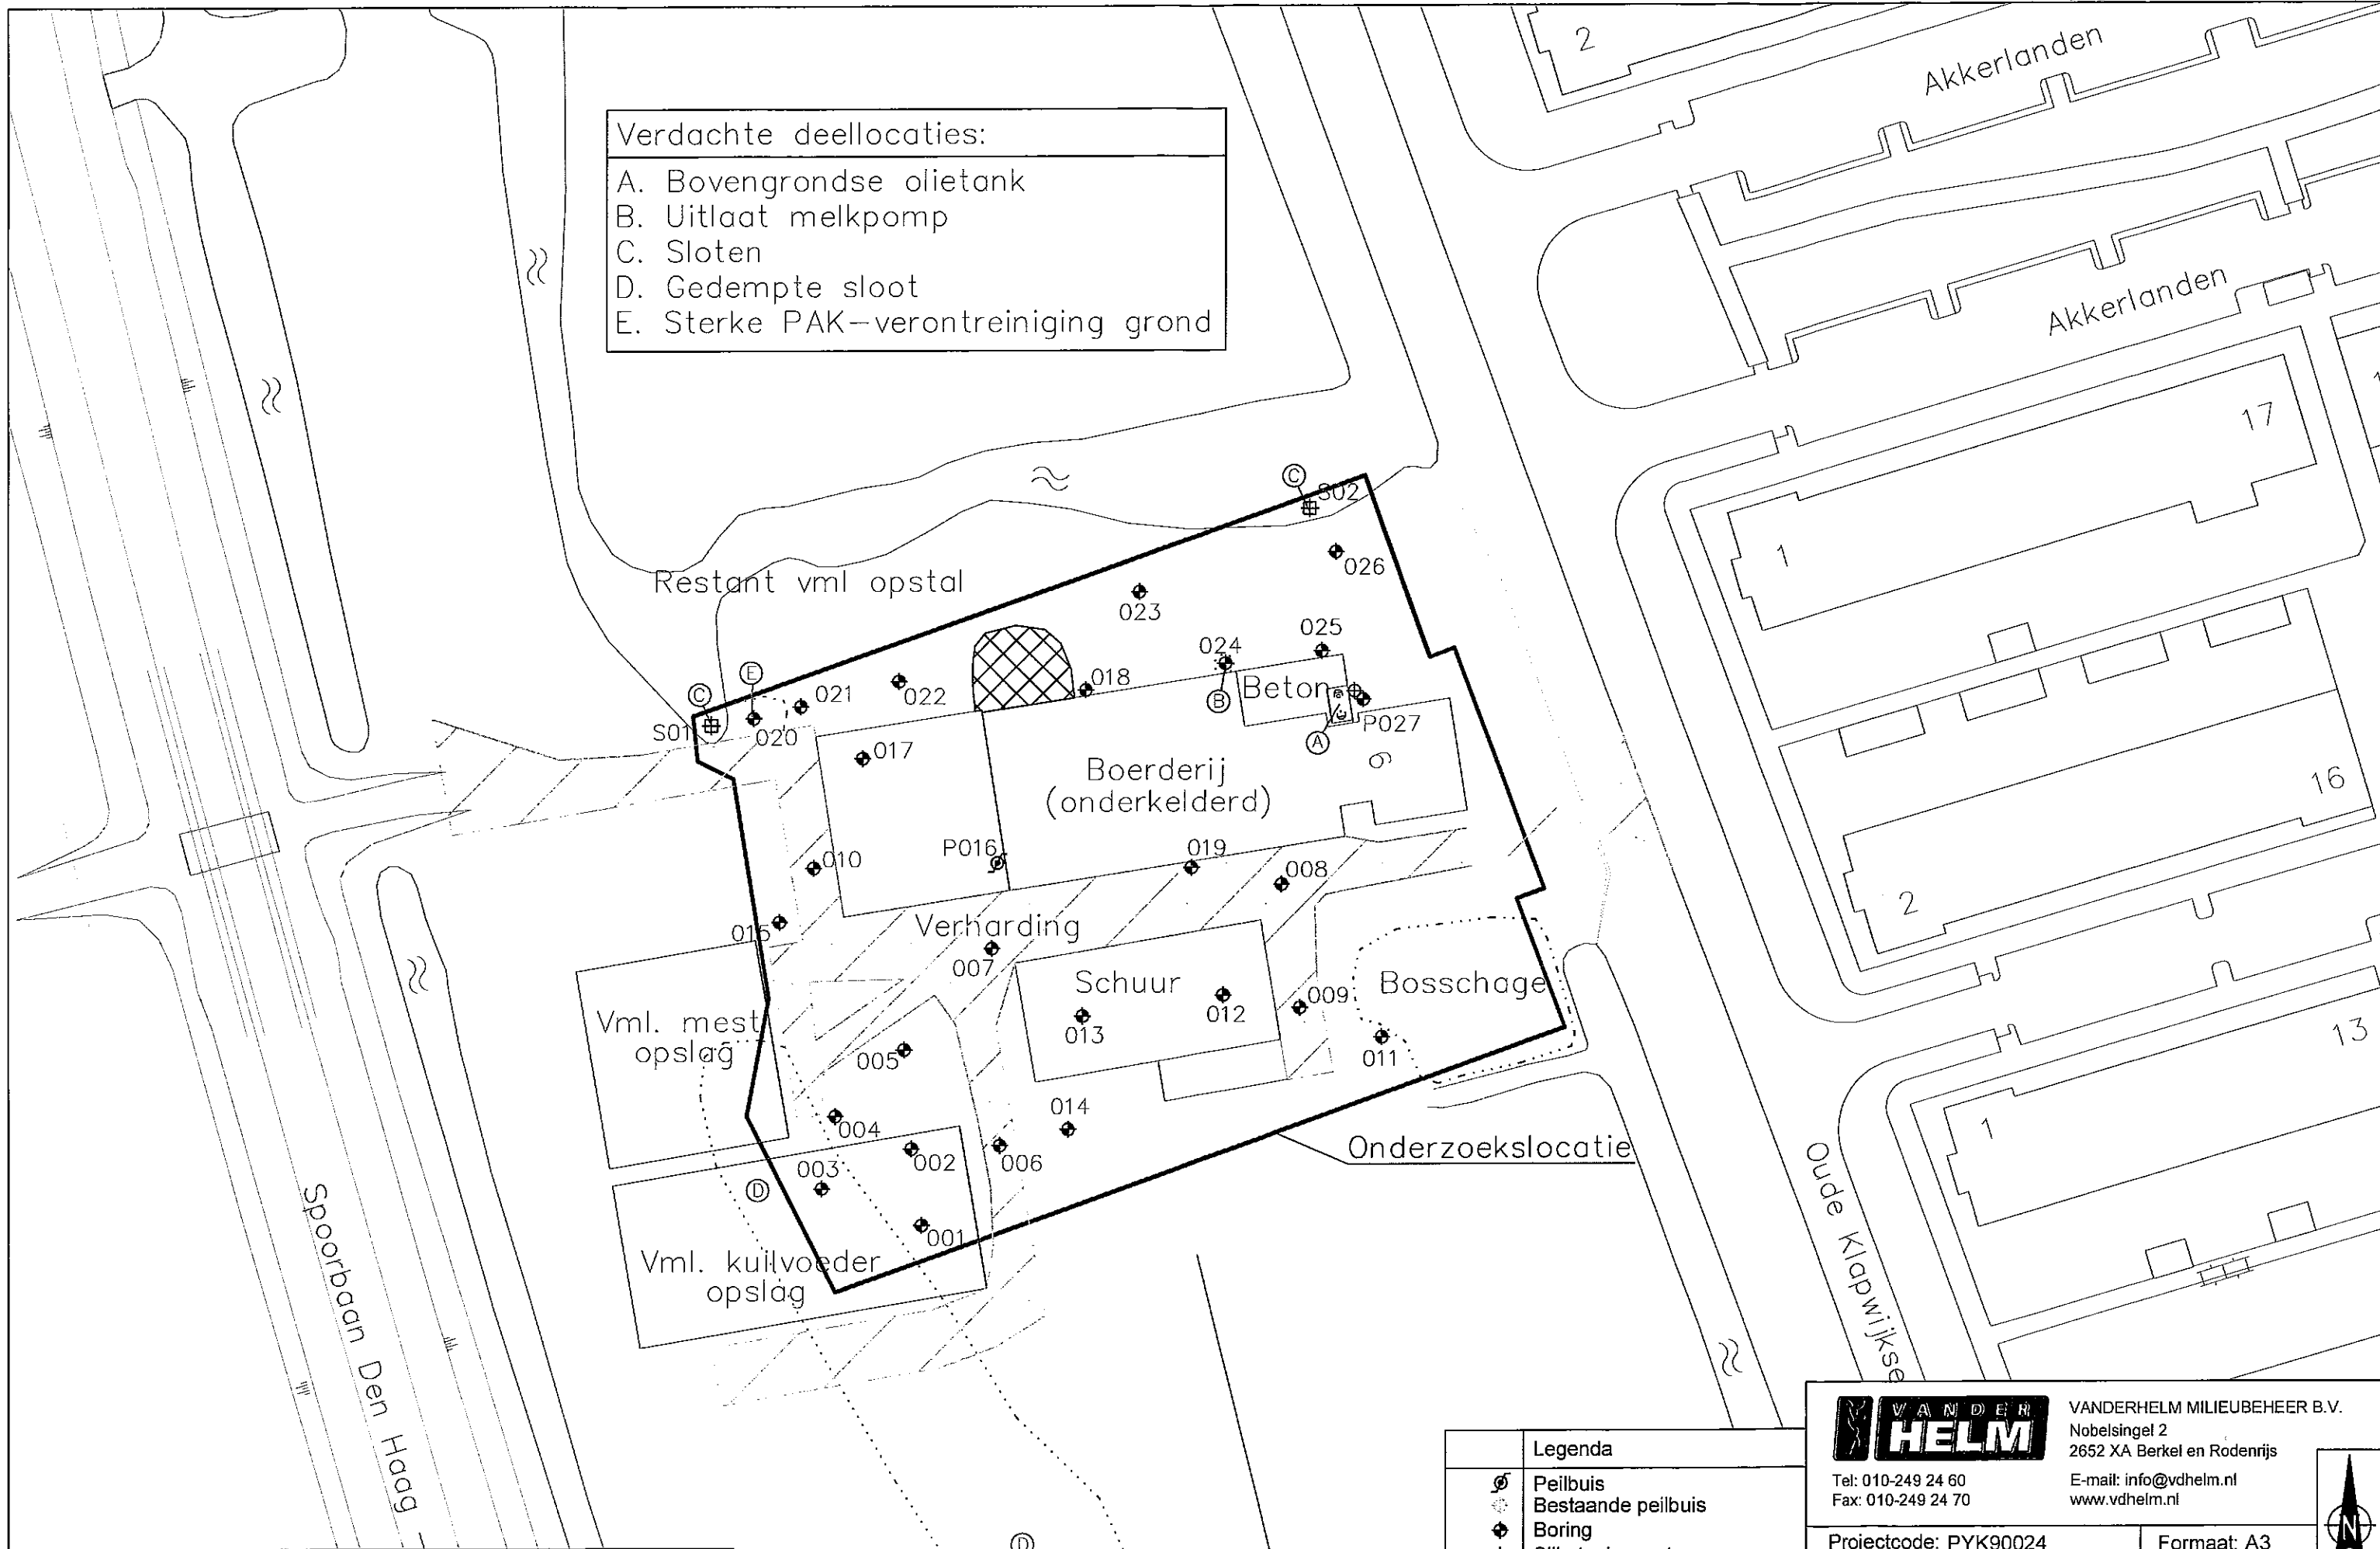 2
Akkerlanden
Verdachte deellocaties:
A. Bovengrondse olietank
B. Uitlaat melkpomp
C. Sloten
D. Gedempte sloot
E. Sterke PAK-verontreiniging grond
Akkerlanden
17
1
C
S02
026
Restant vml opstal
023
025
024
E
021
022
018
Beton
C
B
S01
020
P027
A
017
6
Boerderij
(onderkelderd)
16
P016
019
010
008
2
015
Verharding
007
Schuur
Bosschage
009
012
013
Vml. mest
opslag
005
011
13
1
014
004
002
006
Onderzoekslocatie
003
D
001
Vml. kuilvoeder
opslag
Spoorbaan Den Haag -
Oude Klapwijkse
D
Legenda
Peilbuis
Bestaande peilbuis
Boring
VANDER
HELM
VANDERHELM MILIEUBEHEER B.V.
Nobelsingel 2
2652 XA Berkel en Rodenrijs
Tel: 010-249 24 60
Fax: 010-249 24 70
E-mail: info@vdhelm.nl
www.vdhelm.nl
N
Projectcode: PYK90024
Formaat: A3